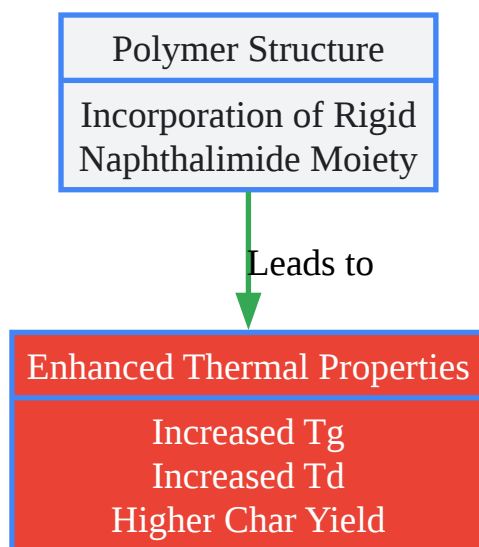 Polymer Structure
Incorporation of Rigid
Naphthalimide Moiety
Leads to
Enhanced Thermal Properties
Increased Tg
Increased Td
Higher Char Yield